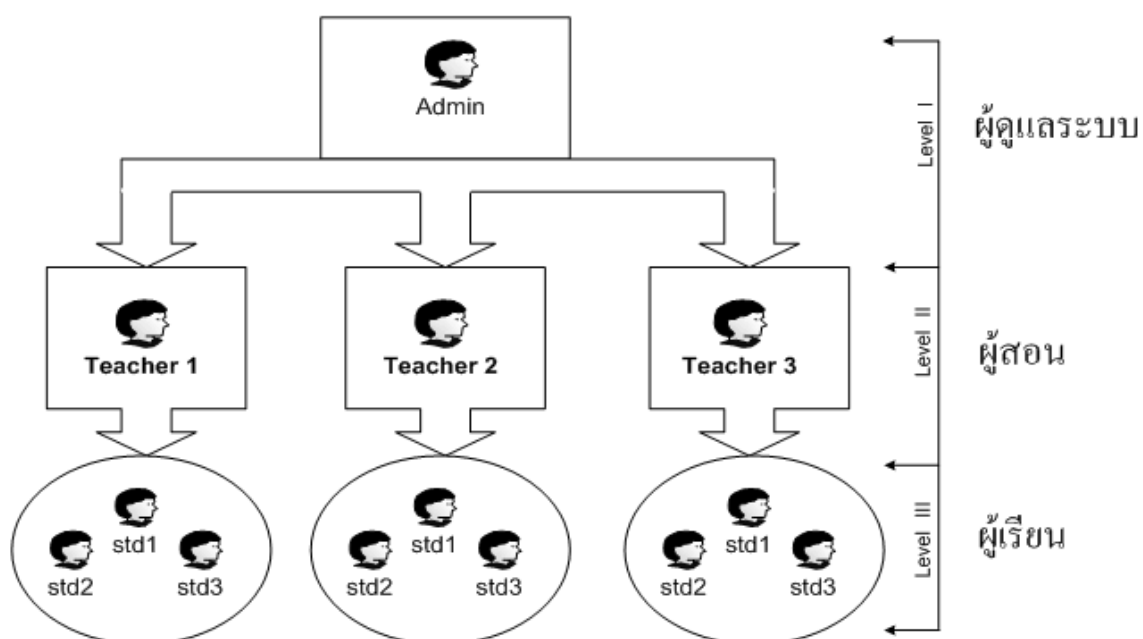 Admin
Level I
ผู้ดูแลระบบ
Teacher 1
Teacher 2
Teacher 3
Level II
ผู้สอน
std1
std2
std3
std1
std2
std3
std1
std2
std3
Level III
ผู้เรียน